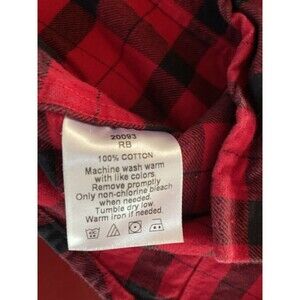 20093
RB
100% COTTON
Machine wash warm
with like colors.
Remove promptly
Only non-chlorine bleach
when needed.
Tumble dry low
Warm iron if needed.